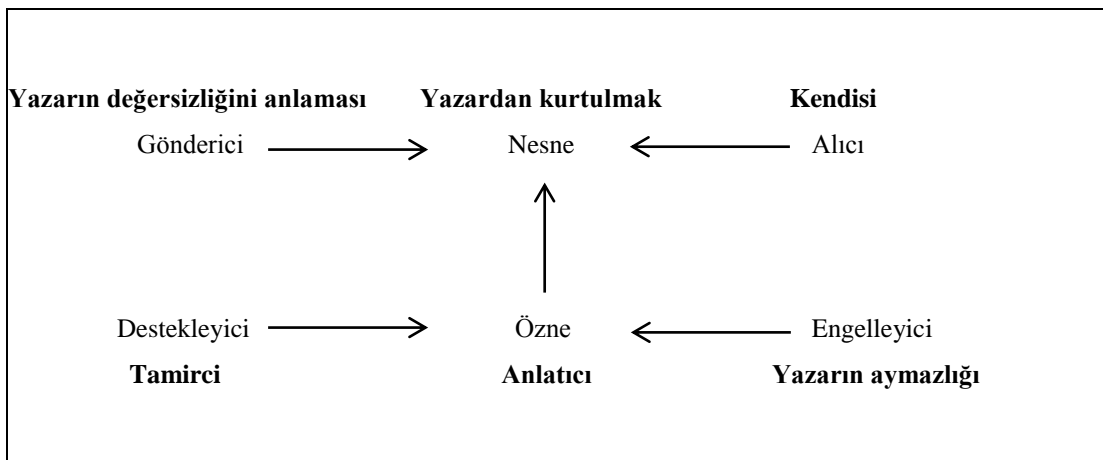 Yazarın değersizliğini anlaması Yazardan kurtulmak Kendisi
Gönderici Nesne Alıcı
Destekleyici Özne Engelleyici
Tamirci Anlatıcı Yazarın aymazlığı